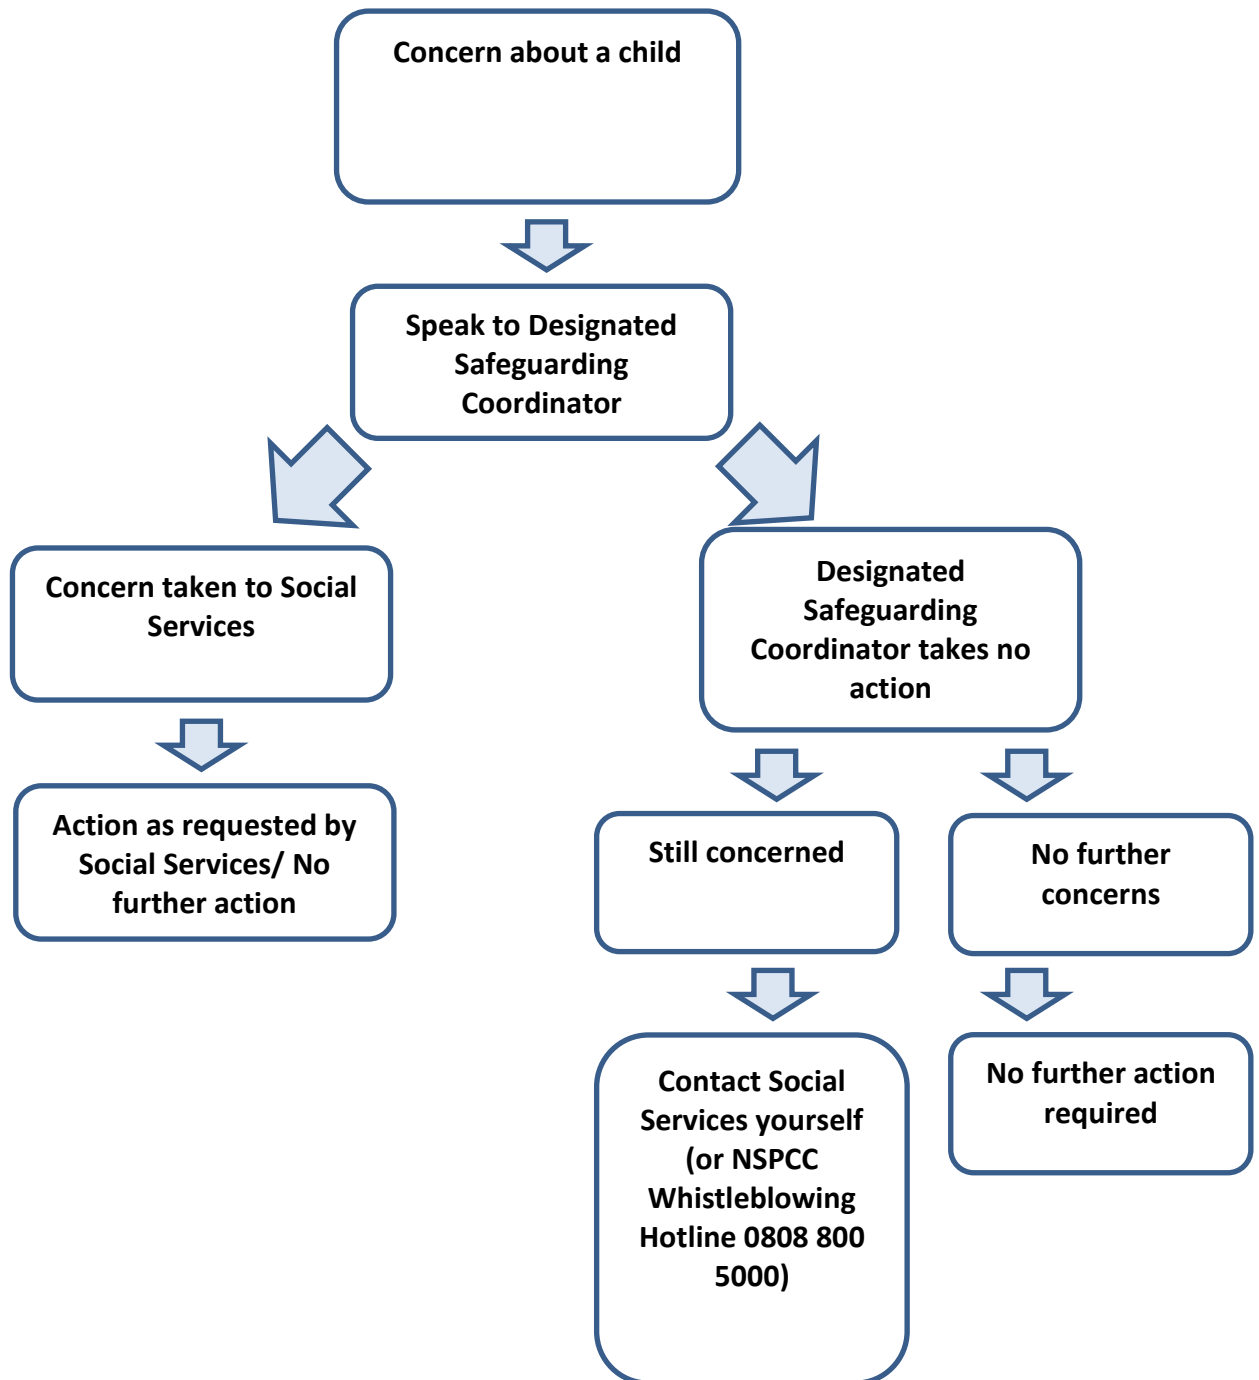 Concern about a child
Speak to Designated
Safeguarding
Coordinator
Concern taken to Social
Services
Designated
Safeguarding
Coordinator takes no
action
Action as requested by
Social Services/ No
further action
Still concerned
No further
concerns
Contact Social
Services yourself
(or NSPCC
Whistleblowing
Hotline 0808 800
5000)
No further action
required